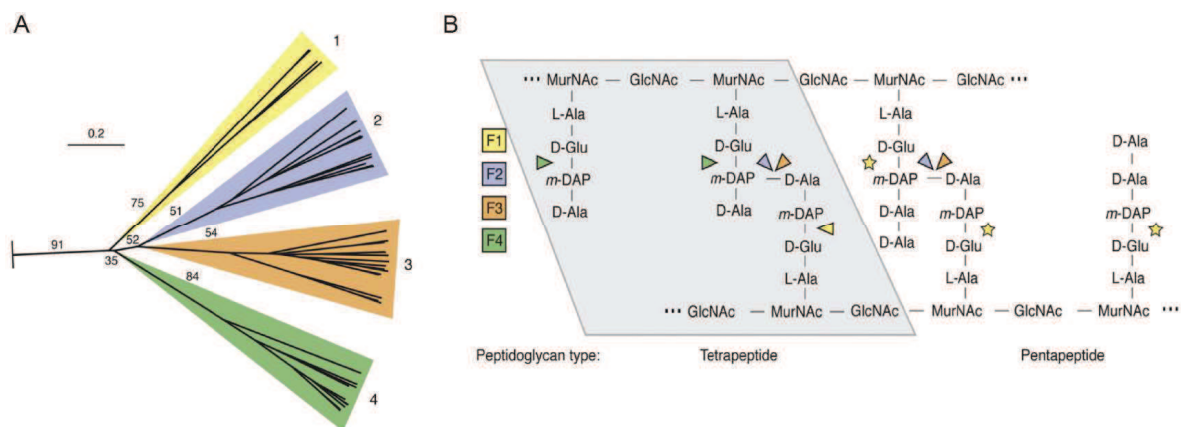 A
1
0.2
2
75
51
54
91
52
35
3
84
4
B
F1
F2
F3
F4
··· MurNAc — GlcNAc — MurNAc — GlcNAc — MurNAc — GlcNAc ···
L-Ala L-Ala L-Ala D-Ala
D-Glu D-Glu D-Glu
m-DAP m-DAP — D-Ala m-DAP — D-Ala D-Ala
D-Ala D-Ala m-DAP D-Ala m-DAP m-DAP
D-Glu D-Ala D-Glu D-Glu
L-Ala L-Ala L-Ala
··· GlcNAc — MurNAc — GlcNAc — MurNAc — GlcNAc — MurNAc ···
Peptidoglycan type: Tetrapeptide Pentapeptide